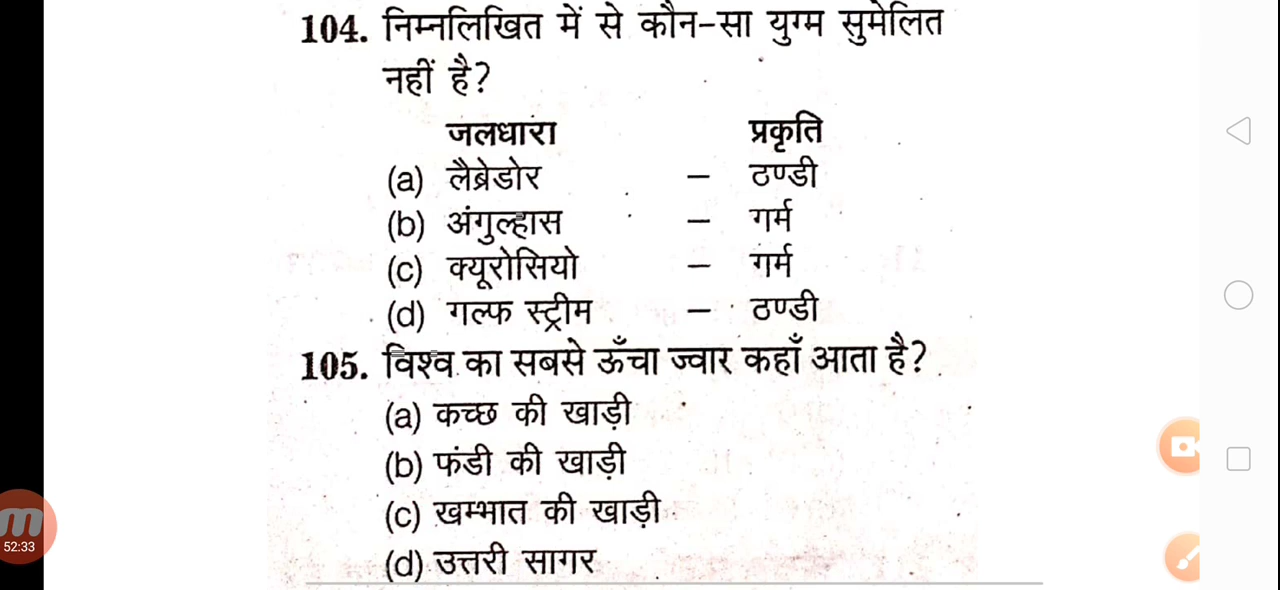 104. निम्नलिखित में से कौन-सा युग्म सुमेलित
नहीं है?
जलधारा प्रकृति
(a) लैब्रेडोर – ठण्डी
(b) अंगुल्हास – गर्म
(c) क्यूरोसियो – गर्म
(d) गल्फ स्ट्रीम – ठण्डी
105. विश्व का सबसे ऊँचा ज्वार कहाँ आता है?
(a) कच्छ की खाड़ी
(b) फंडी की खाड़ी
(c) खम्भात की खाड़ी
(d) उत्तरी सागर
m
52:33